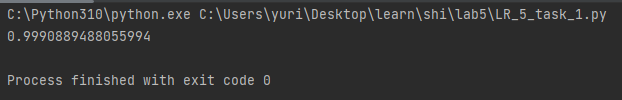 C:\Python310\python.exe C:\Users\yuri\Desktop\learn\shi\lab5\LR_5_task_1.py
0.9990889488055994
Process finished with exit code 0